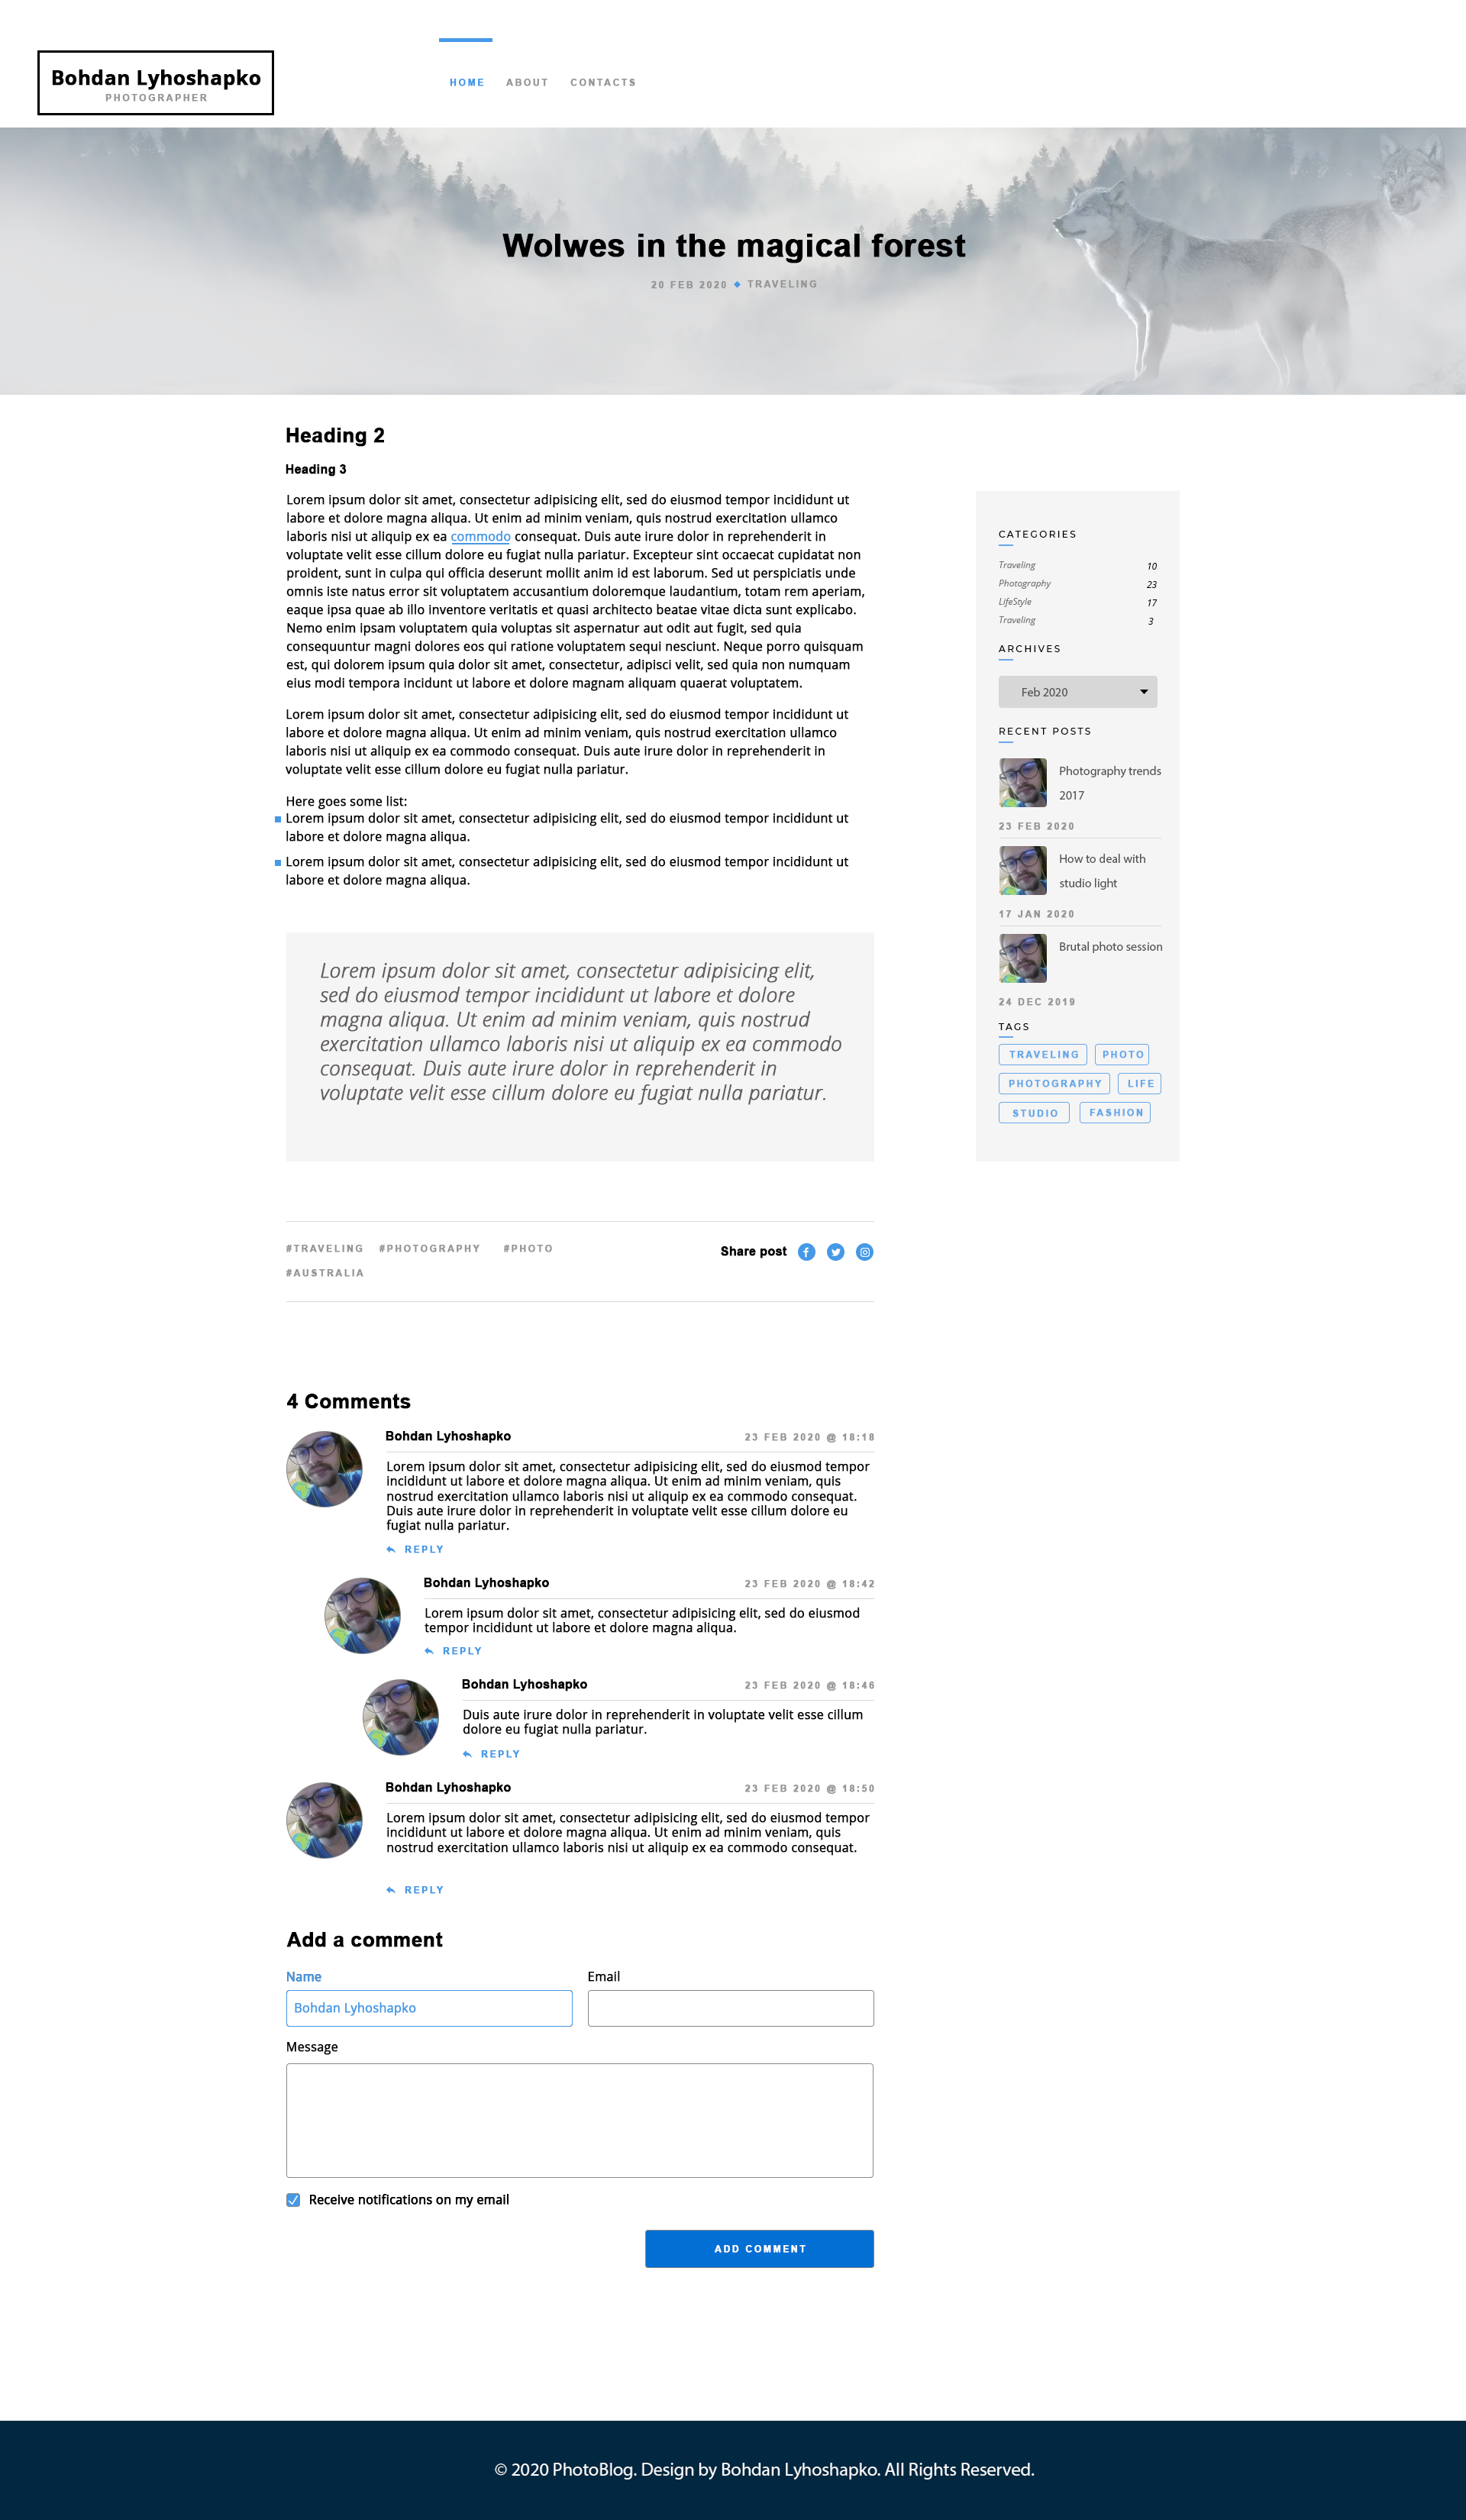 Bohdan Lyhoshapko
PHOTOGRAPHER
HOME ABOUT CONTACTS
Wolwes in the magical forest
20 FEB 2020 TRAVELING
Heading 2
Heading 3
Lorem ipsum dolor sit amet, consectetur adipisicing elit, sed do eiusmod tempor incididunt ut
labore et dolore magna aliqua. Ut enim ad minim veniam, quis nostrud exercitation ullamco
laboris nisi ut aliquip ex ea commodo consequat. Duis aute irure dolor in reprehenderit in
voluptate velit esse cillum dolore eu fugiat nulla pariatur. Excepteur sint occaecat cupidatat non
proident, sunt in culpa qui officia deserunt mollit anim id est laborum. Sed ut perspiciatis unde
omnis iste natus error sit voluptatem accusantium doloremque laudantium, totam rem aperiam,
eaque ipsa quae ab illo inventore veritatis et quasi architecto beatae vitae dicta sunt explicabo.
Nemo enim ipsam voluptatem quia voluptas sit aspernatur aut odit aut fugit, sed quia
consequuntur magni dolores eos qui ratione voluptatem sequi nesciunt. Neque porro quisquam
est, qui dolorem ipsum quia dolor sit amet, consectetur, adipisci velit, sed quia non numquam
eius modi tempora incidunt ut labore et dolore magnam aliquam quaerat voluptatem.
Lorem ipsum dolor sit amet, consectetur adipisicing elit, sed do eiusmod tempor incididunt ut
labore et dolore magna aliqua. Ut enim ad minim veniam, quis nostrud exercitation ullamco
laboris nisi ut aliquip ex ea commodo consequat. Duis aute irure dolor in reprehenderit in
voluptate velit esse cillum dolore eu fugiat nulla pariatur.
Here goes some list:
Lorem ipsum dolor sit amet, consectetur adipisicing elit, sed do eiusmod tempor incididunt ut
labore et dolore magna aliqua.
Lorem ipsum dolor sit amet, consectetur adipisicing elit, sed do eiusmod tempor incididunt ut
labore et dolore magna aliqua.
Lorem ipsum dolor sit amet, consectetur adipisicing elit,
sed do eiusmod tempor incididunt ut labore et dolore
magna aliqua. Ut enim ad minim veniam, quis nostrud
exercitation ullamco laboris nisi ut aliquip ex ea commodo
consequat. Duis aute irure dolor in reprehenderit in
voluptate velit esse cillum dolore eu fugiat nulla pariatur.
CATEGORIES
Traveling 10
Photography 23
LifeStyle 17
Traveling 3
ARCHIVES
Feb 2020
RECENT POSTS
Photography trends
2017
23 FEB 2020
How to deal with
studio light
17 JAN 2020
Brutal photo session
24 DEC 2019
TAGS
TRAVELING PHOTO
PHOTOGRAPHY LIFE
STUDIO FASHION
#TRAVELING #PHOTOGRAPHY #PHOTO
#AUSTRALIA
Share post
4 Comments
Bohdan Lyhoshapko 23 FEB 2020 @ 18:18
Lorem ipsum dolor sit amet, consectetur adipisicing elit, sed do eiusmod tempor
incididunt ut labore et dolore magna aliqua. Ut enim ad minim veniam, quis
nostrud exercitation ullamco laboris nisi ut aliquip ex ea commodo consequat.
Duis aute irure dolor in reprehenderit in voluptate velit esse cillum dolore eu
fugiat nulla pariatur.
REPLY
Bohdan Lyhoshapko 23 FEB 2020 @ 18:42
Lorem ipsum dolor sit amet, consectetur adipisicing elit, sed do eiusmod
tempor incididunt ut labore et dolore magna aliqua.
REPLY
Bohdan Lyhoshapko 23 FEB 2020 @ 18:46
Duis aute irure dolor in reprehenderit in voluptate velit esse cillum
dolore eu fugiat nulla pariatur.
REPLY
Bohdan Lyhoshapko 23 FEB 2020 @ 18:50
Lorem ipsum dolor sit amet, consectetur adipisicing elit, sed do eiusmod tempor
incididunt ut labore et dolore magna aliqua. Ut enim ad minim veniam, quis
nostrud exercitation ullamco laboris nisi ut aliquip ex ea commodo consequat.
REPLY
Add a comment
Name Email
Bohdan Lyhoshapko
Message
Receive notifications on my email
ADD COMMENT
© 2020 PhotoBlog. Design by Bohdan Lyhoshapko. All Rights Reserved.